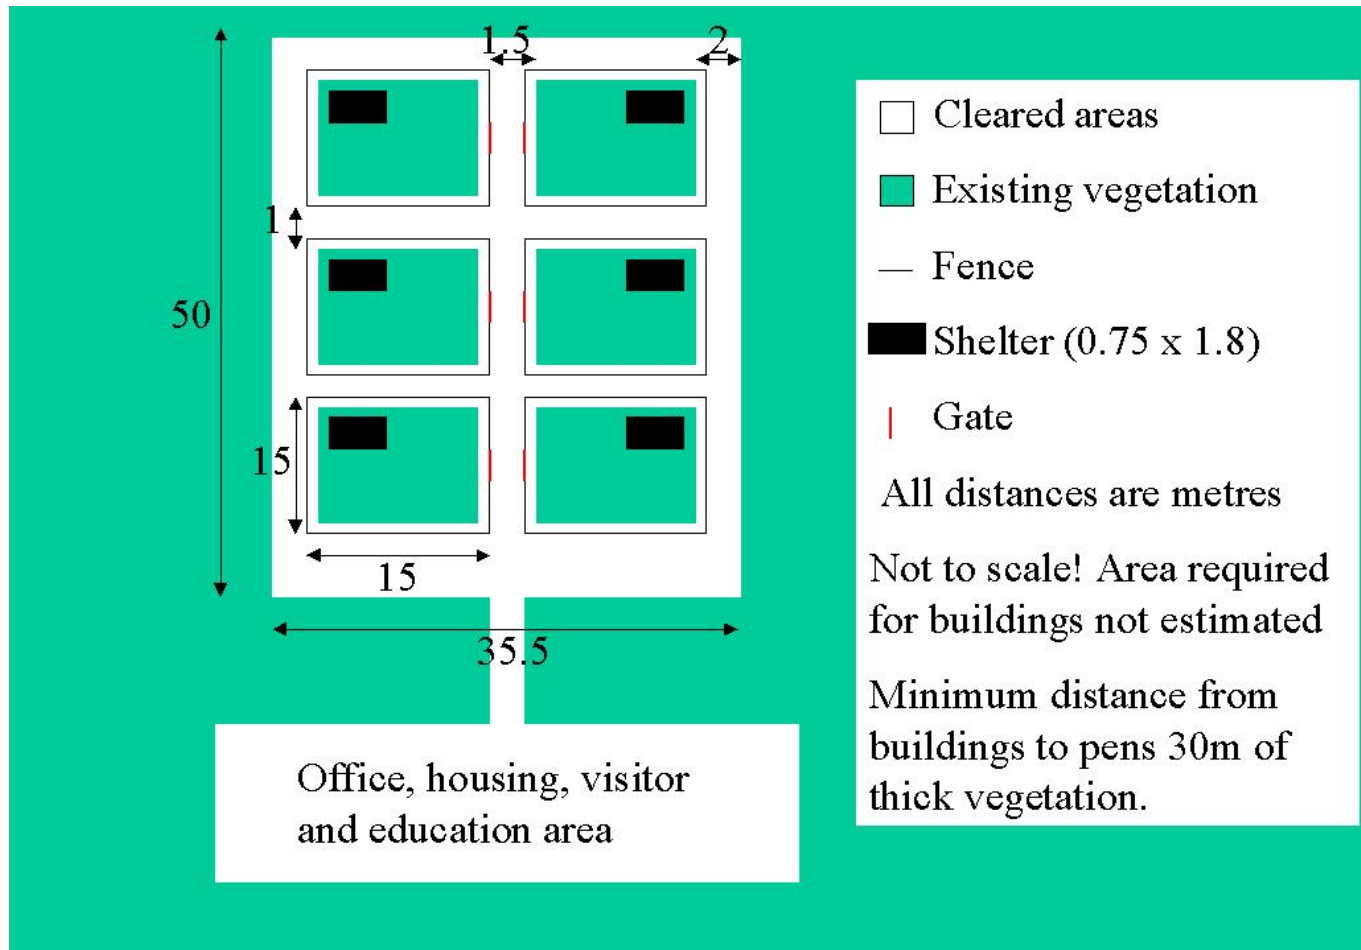 1.5
2
1
50
15
15
35.5
Cleared areas
Existing vegetation
Fence
Shelter (0.75 x 1.8)
Gate
All distances are metres
Not to scale! Area required
for buildings not estimated
Minimum distance from
buildings to pens 30m of
thick vegetation.
Office, housing, visitor
and education area